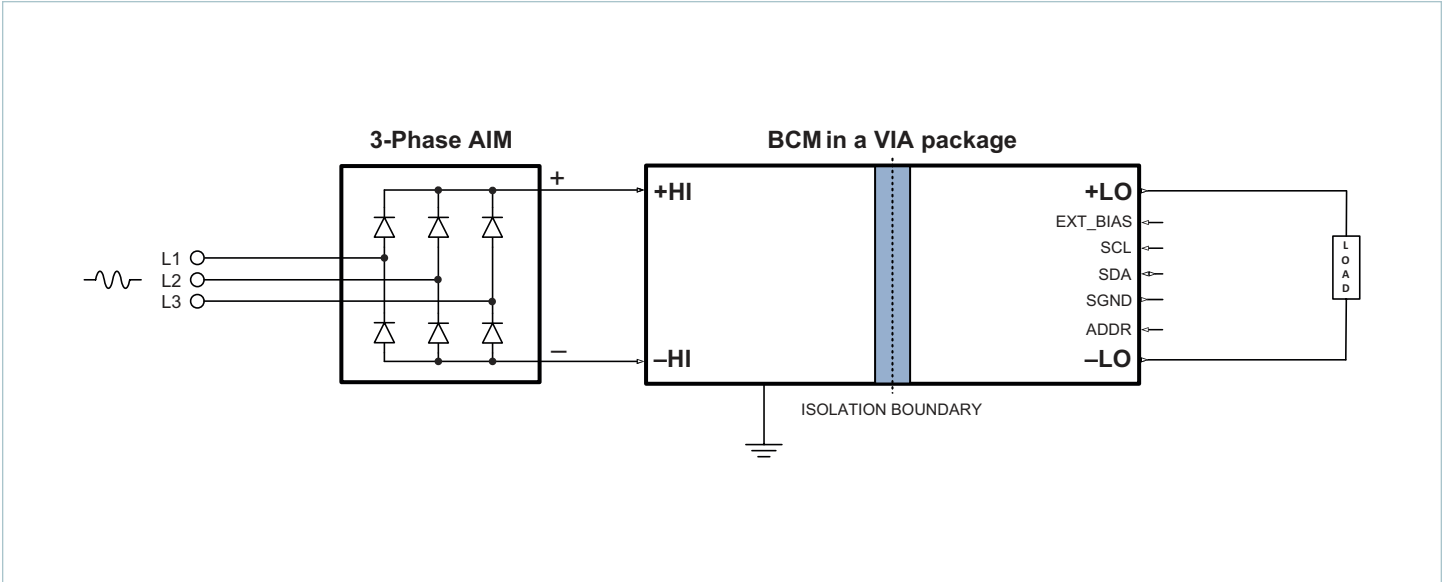 3-Phase AIM
BCM in a VIA package
+
–
L1
L2
L3
+HI
–HI
+LO
EXT_BIAS
SCL
SDA
SGND
ADDR
–LO
ISOLATION BOUNDARY
LOAD